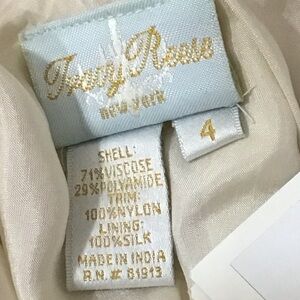 Tracy Reese
NEW YORK
4
SHELL:
71%VISCOSE
29%POLYAMIDE
TRIM:
100%NYLON
LINING:
100%SILK
MADE IN INDIA
R.N.# 61913